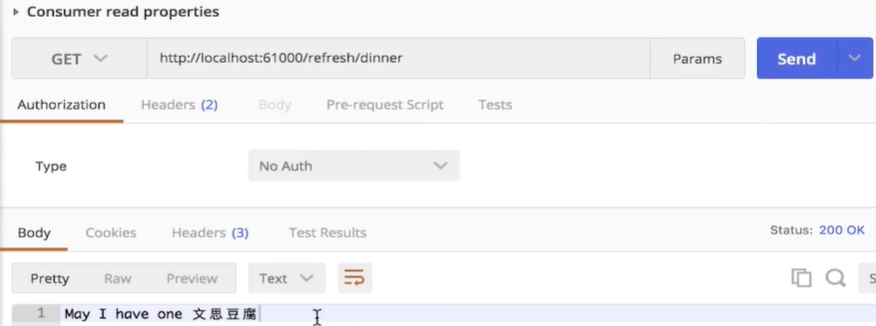 Consumer read properties
GET http://localhost:61000/refresh/dinner Params Send
Authorization Headers (2) Body Pre-request Script Tests
Type No Auth
Body Cookies Headers (3) Test Results Status: 200 OK
Pretty Raw Preview Text S
1 May I have one 文思豆腐